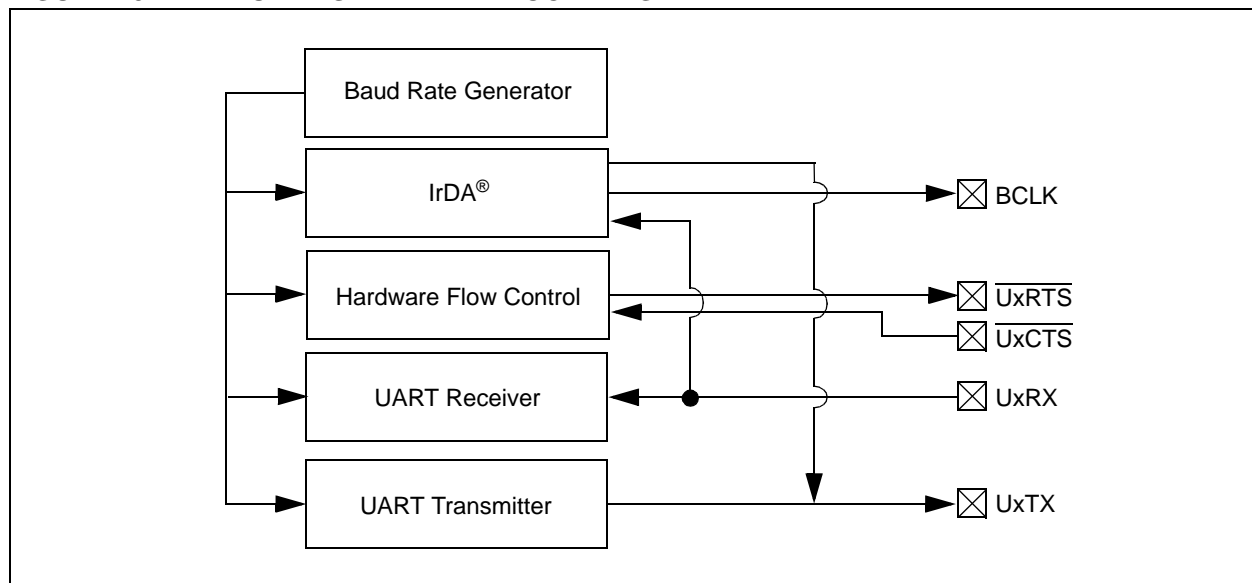 Baud Rate Generator
IrDA®
BCLK
Hardware Flow Control
UxRTS
UxCTS
UART Receiver
UxRX
UART Transmitter
UxTX